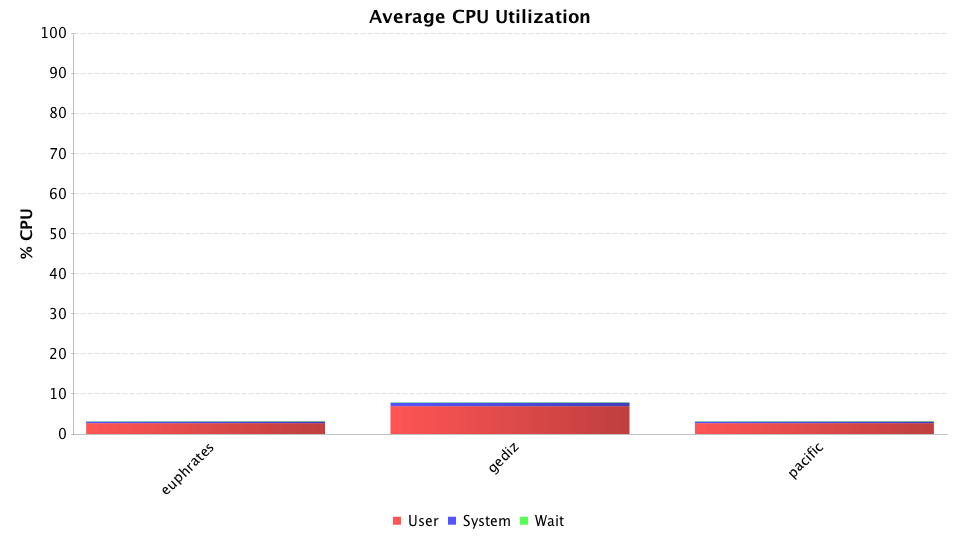 Average CPU Utilization
100
90
80
70
60
50
40
30
20
10
0
% CPU
euphrates
gediz
pacific
User System Wait